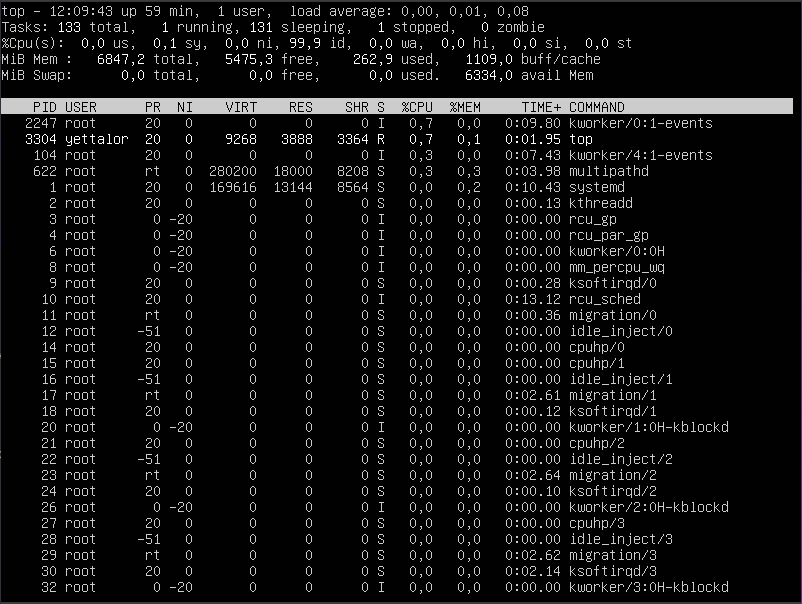 top - 12:09:43 up 59 min,  1 user,  load average: 0,00, 0,01, 0,08
Tasks: 133 total,   1 running, 131 sleeping,   1 stopped,   0 zombie
%Cpu(s):  0,0 us,  0,1 sy,  0,0 ni, 99,9 id,  0,0 wa,  0,0 hi,  0,0 si,  0,0 st
MiB Mem :   6847,2 total,   5475,3 free,    262,9 used,   1109,0 buff/cache
MiB Swap:      0,0 total,      0,0 free,      0,0 used.   6334,0 avail Mem
PID USER      PR  NI    VIRT    RES    SHR S  %CPU  %MEM     TIME+ COMMAND
2247 root      20   0       0      0      0 I   0,7   0,0   0:09.80 kworker/0:1-events
3304 yettalor  20   0    9268   3888   3364 R   0,7   0,1   0:01.95 top
104 root      20   0       0      0      0 I   0,3   0,0   0:07.43 kworker/4:1-events
622 root      rt   0  280200  18000   8208 S   0,3   0,3   0:03.98 multipathd
1 root      20   0  169616  13144   8564 S   0,0   0,2   0:10.43 systemd
2 root      20   0       0      0      0 S   0,0   0,0   0:00.13 kthreadd
3 root       0 -20       0      0      0 I   0,0   0,0   0:00.00 rcu_gp
4 root       0 -20       0      0      0 I   0,0   0,0   0:00.00 rcu_par_gp
6 root       0 -20       0      0      0 I   0,0   0,0   0:00.00 kworker/0:0H
8 root       0 -20       0      0      0 I   0,0   0,0   0:00.00 mm_percpu_wq
9 root      20   0       0      0      0 S   0,0   0,0   0:00.28 ksoftirqd/0
10 root      20   0       0      0      0 I   0,0   0,0   0:13.12 rcu_sched
11 root      rt   0       0      0      0 S   0,0   0,0   0:00.36 migration/0
12 root     -51   0       0      0      0 S   0,0   0,0   0:00.00 idle_inject/0
14 root      20   0       0      0      0 S   0,0   0,0   0:00.00 cpuhp/0
15 root      20   0       0      0      0 S   0,0   0,0   0:00.00 cpuhp/1
16 root     -51   0       0      0      0 S   0,0   0,0   0:00.00 idle_inject/1
17 root      rt   0       0      0      0 S   0,0   0,0   0:02.61 migration/1
18 root      20   0       0      0      0 S   0,0   0,0   0:00.12 ksoftirqd/1
20 root       0 -20       0      0      0 I   0,0   0,0   0:00.00 kworker/1:0H-kblockd
21 root      20   0       0      0      0 S   0,0   0,0   0:00.00 cpuhp/2
22 root     -51   0       0      0      0 S   0,0   0,0   0:00.00 idle_inject/2
23 root      rt   0       0      0      0 S   0,0   0,0   0:02.64 migration/2
24 root      20   0       0      0      0 S   0,0   0,0   0:00.10 ksoftirqd/2
26 root       0 -20       0      0      0 I   0,0   0,0   0:00.00 kworker/2:0H-kblockd
27 root      20   0       0      0      0 S   0,0   0,0   0:00.00 cpuhp/3
28 root     -51   0       0      0      0 S   0,0   0,0   0:00.00 idle_inject/3
29 root      rt   0       0      0      0 S   0,0   0,0   0:02.62 migration/3
30 root      20   0       0      0      0 S   0,0   0,0   0:02.14 ksoftirqd/3
32 root       0 -20       0      0      0 I   0,0   0,0   0:00.00 kworker/3:0H-kblockd